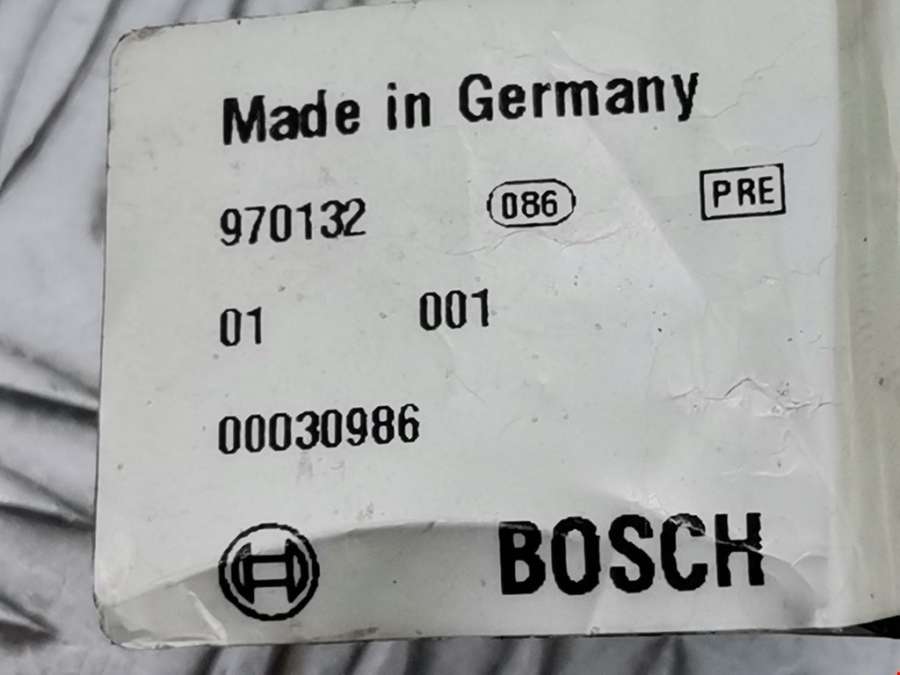 Made in Germany
970132 086 PRE
01 001
00030986
BOSCH